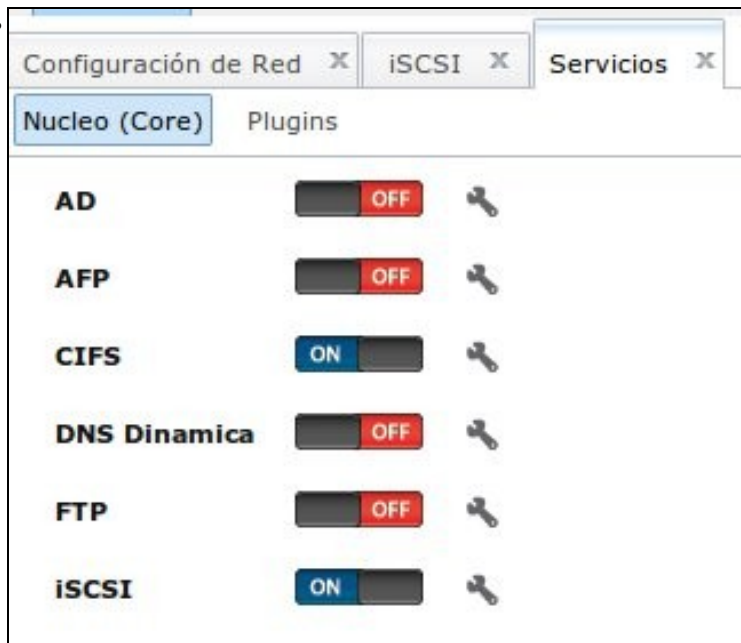 Configuración de Red x iSCSI x Servicios x
Nucleo (Core) Plugins
AD OFF
AFP OFF
CIFS ON
DNS Dinamica OFF
FTP OFF
iSCSI ON